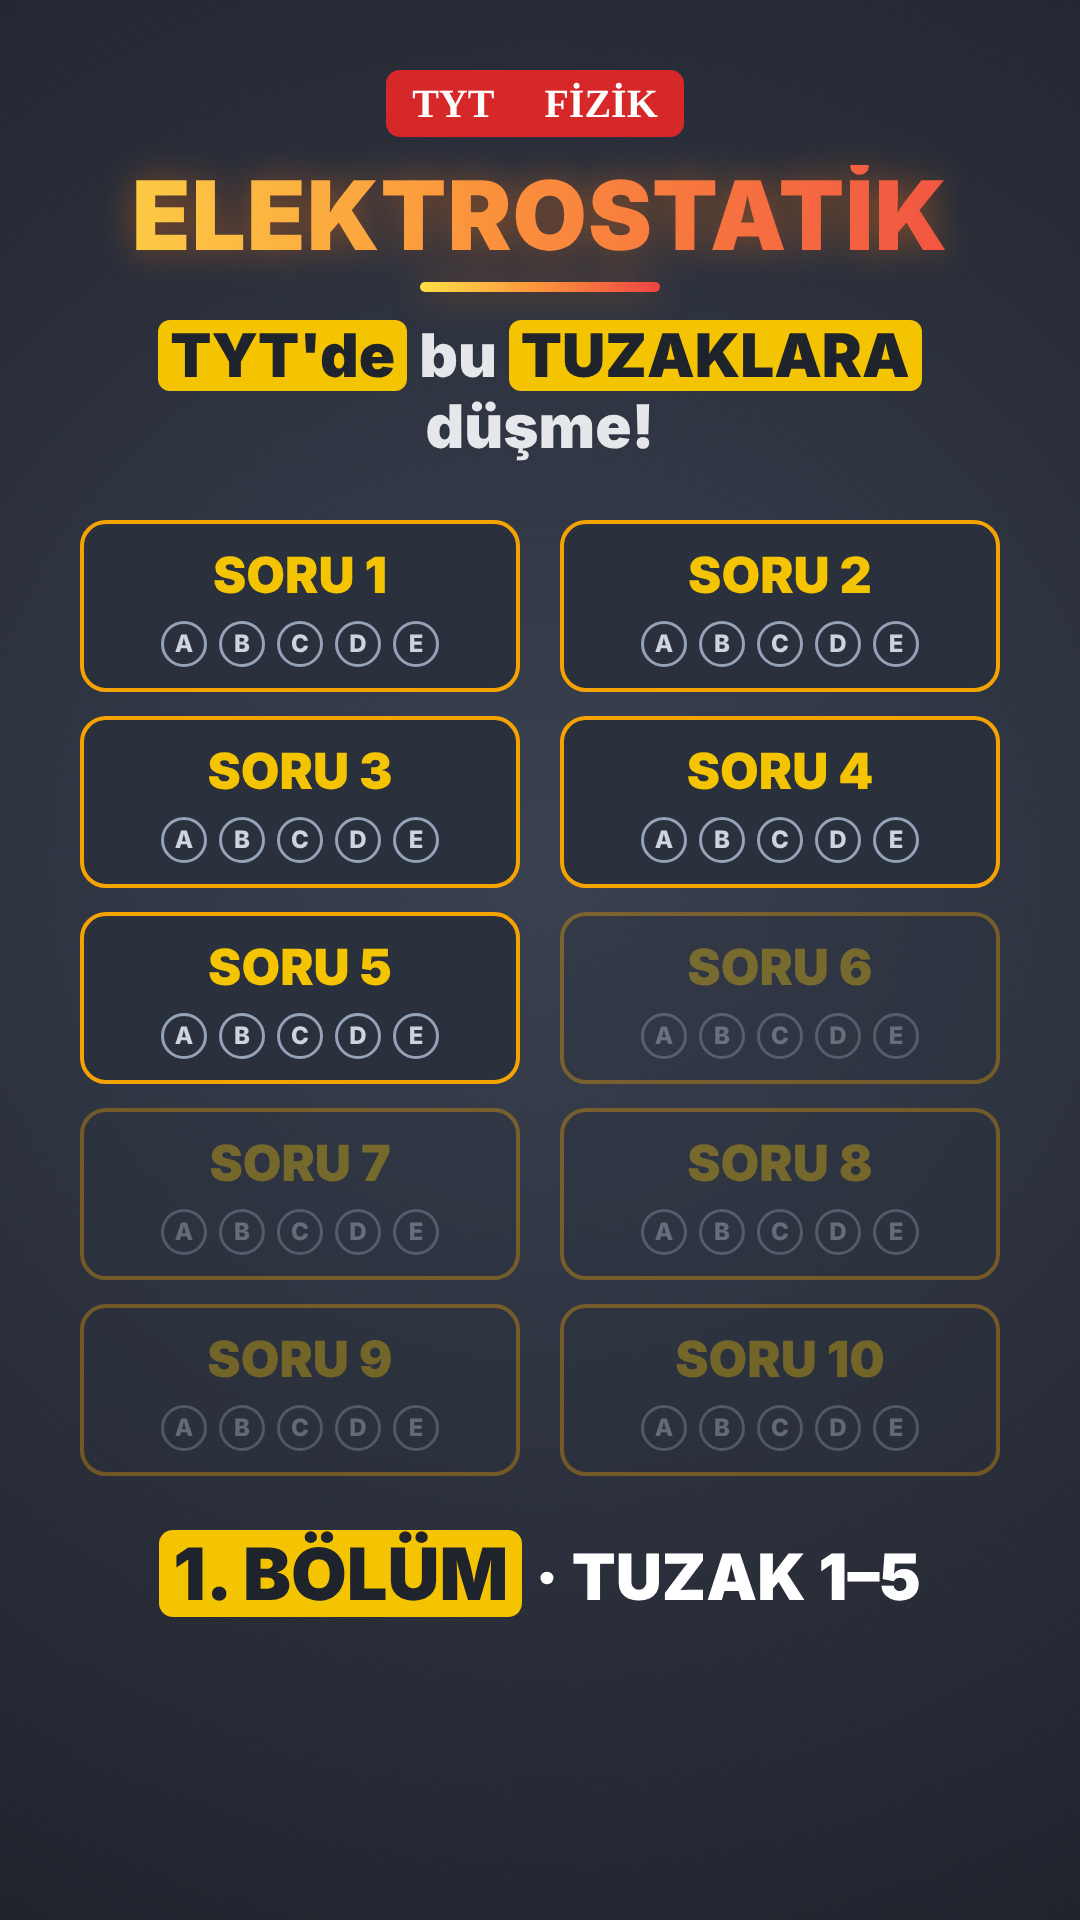 TYT FİZİK
ELEKTROSTATİK
TYT'de bu TUZAKLARA
düşme!
SORU 1
A B C D E
SORU 2
A B C D E
SORU 3
A B C D E
SORU 4
A B C D E
SORU 5
A B C D E
SORU 6
A B C D E
SORU 7
A B C D E
SORU 8
A B C D E
SORU 9
A B C D E
SORU 10
A B C D E
1. BÖLÜM · TUZAK 1–5